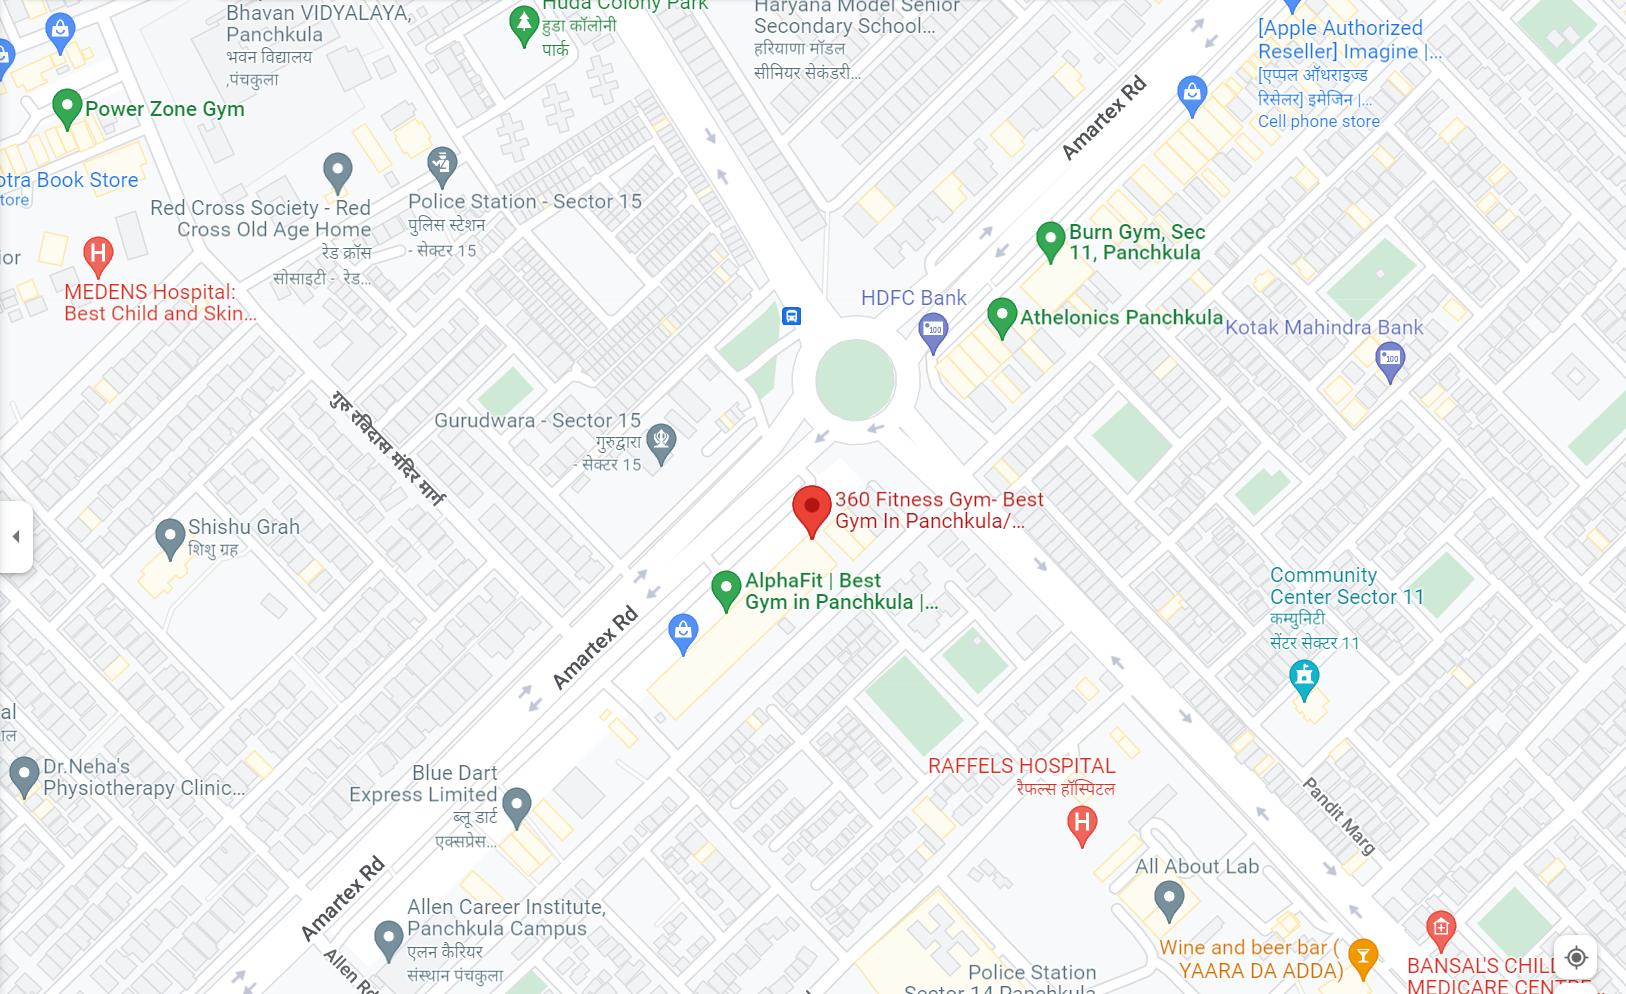 Bhavan VIDYALAYA,
Panchkula
भवन विद्यालय
,पंचकुला
Huda Colony Park
हुडा कॉलोनी
पार्क
Haryana Model Senior
Secondary School...
हरियाणा मॉडल
सीनियर सेकंडरी...
[Apple Authorized
Reseller] Imagine |...
[एप्पल ऑथराइज्ड
रिसेलर] इमेजिन |...
Cell phone store
Amartex Rd
Power Zone Gym
otra Book Store
tore
Red Cross Society - Red
Cross Old Age Home
रेड क्रॉस
सोसाइटी - रेड...
Police Station - Sector 15
पुलिस स्टेशन
- सेक्टर 15
ior
H
MEDENS Hospital:
Best Child and Skin...
Burn Gym, Sec
11, Panchkula
HDFC Bank
100
Athelonics Panchkula
Kotak Mahindra Bank
100
गुरु रविदास मंदिर मार्ग
Gurudwara - Sector 15
गुरुद्वारा
- सेक्टर 15
360 Fitness Gym- Best
Gym In Panchkula/...
Shishu Grah
शिशु ग्रह
AlphaFit | Best
Gym in Panchkula |...
Community
Center Sector 11
कम्युनिटी
सेंटर सेक्टर 11
Amartex Rd
al
ाल
Dr.Neha's
Physiotherapy Clinic...
Blue Dart
Express Limited
ब्लू डार्ट
एक्सप्रेस...
RAFFELS HOSPITAL
रैफल्स हॉस्पिटल
H
Pandit Marg
All About Lab
Amartex Rd
Allen Career Institute,
Panchkula Campus
एलन कैरियर
संस्थान पंचकुला
Allen Rd
Wine and beer bar (
YAARA DA ADDA)
BANSAL'S CHILD
MEDICARE CENTRE
Police Station
Sector 14 Panchkula